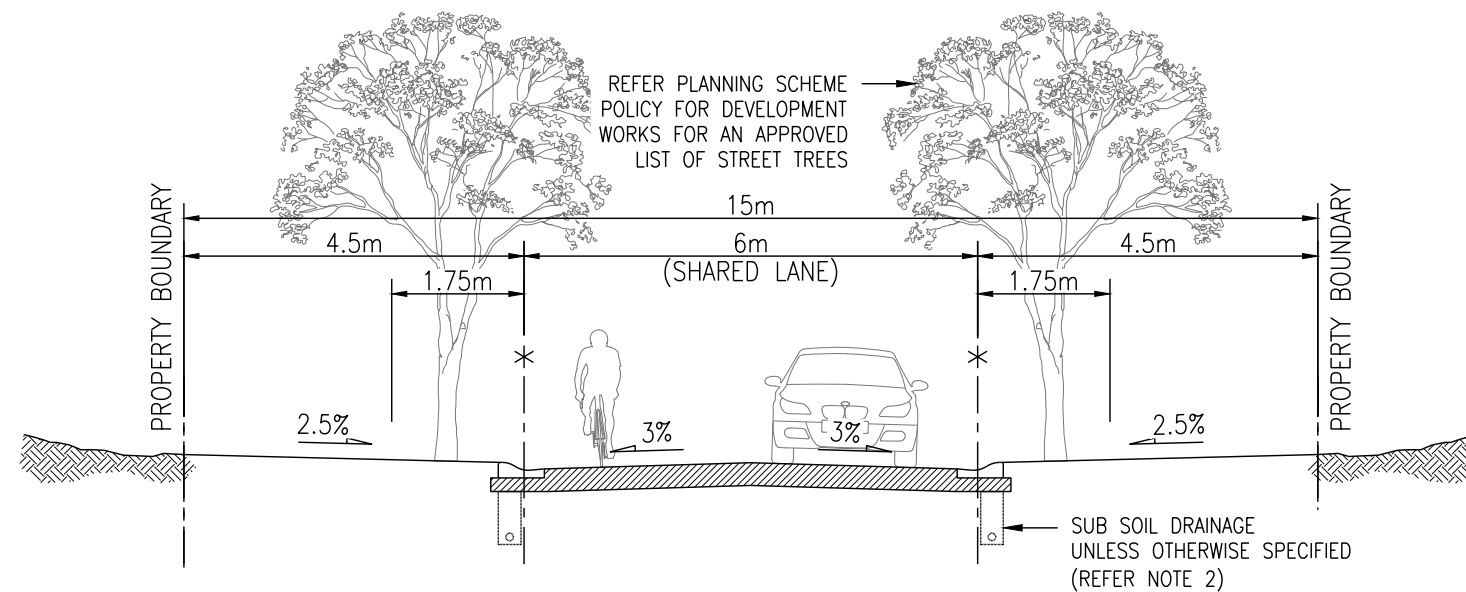 REFER PLANNING SCHEME
POLICY FOR DEVELOPMENT
WORKS FOR AN APPROVED
LIST OF STREET TREES
PROPERTY BOUNDARY
15m
4.5m
6m
(SHARED LANE)
4.5m
1.75m
1.75m
PROPERTY BOUNDARY
2.5%
3%
3%
2.5%
SUB SOIL DRAINAGE
UNLESS OTHERWISE SPECIFIED
(REFER NOTE 2)